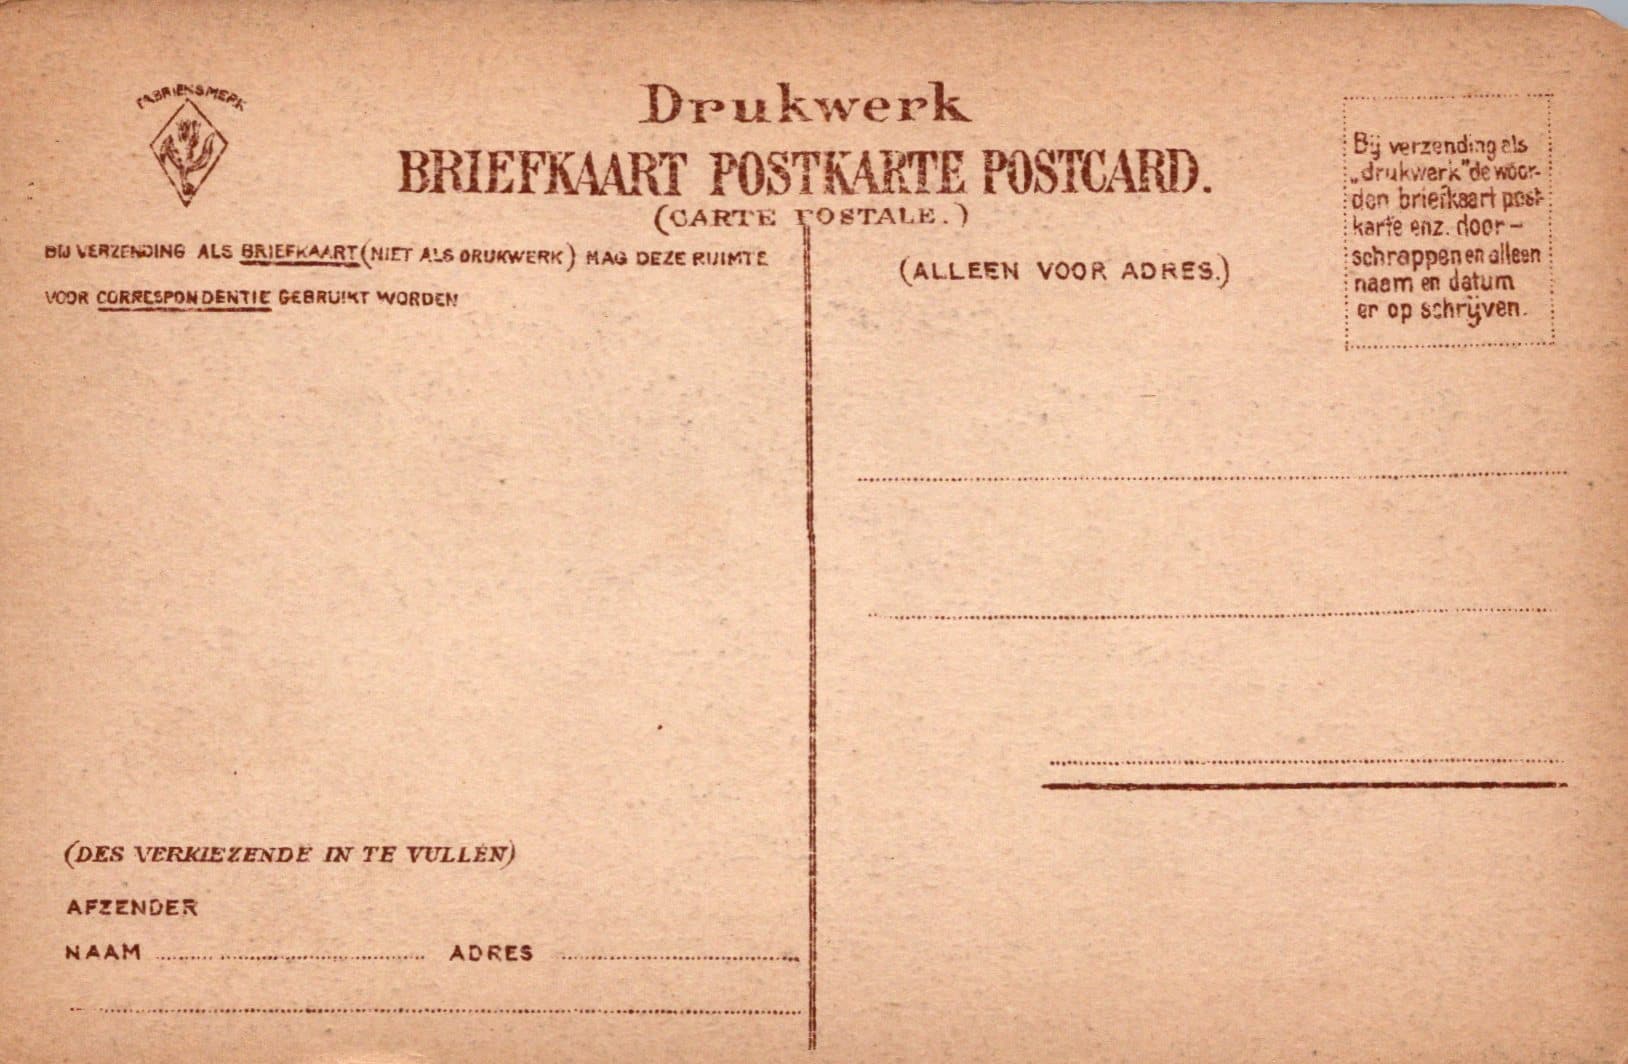 FABRIEKSMERK
Drukwerk
BRIEFKAART POSTKARTE POSTCARD.
(CARTE POSTALE.)
BIJ VERZENDING ALS BRIEFKAART (NIET ALS DRUKWERK) MAG DEZE RUIMTE
VOOR CORRESPONDENTIE GEBRUIKT WORDEN
(ALLEEN VOOR ADRES.)
Bij verzending als
„drukwerk" de woor-
den briefkaart post-
karte enz. door-
schrappen en alleen
naam en datum
er op schrijven.
(DES VERKIEZENDE IN TE VULLEN)
AFZENDER
NAAM ADRES